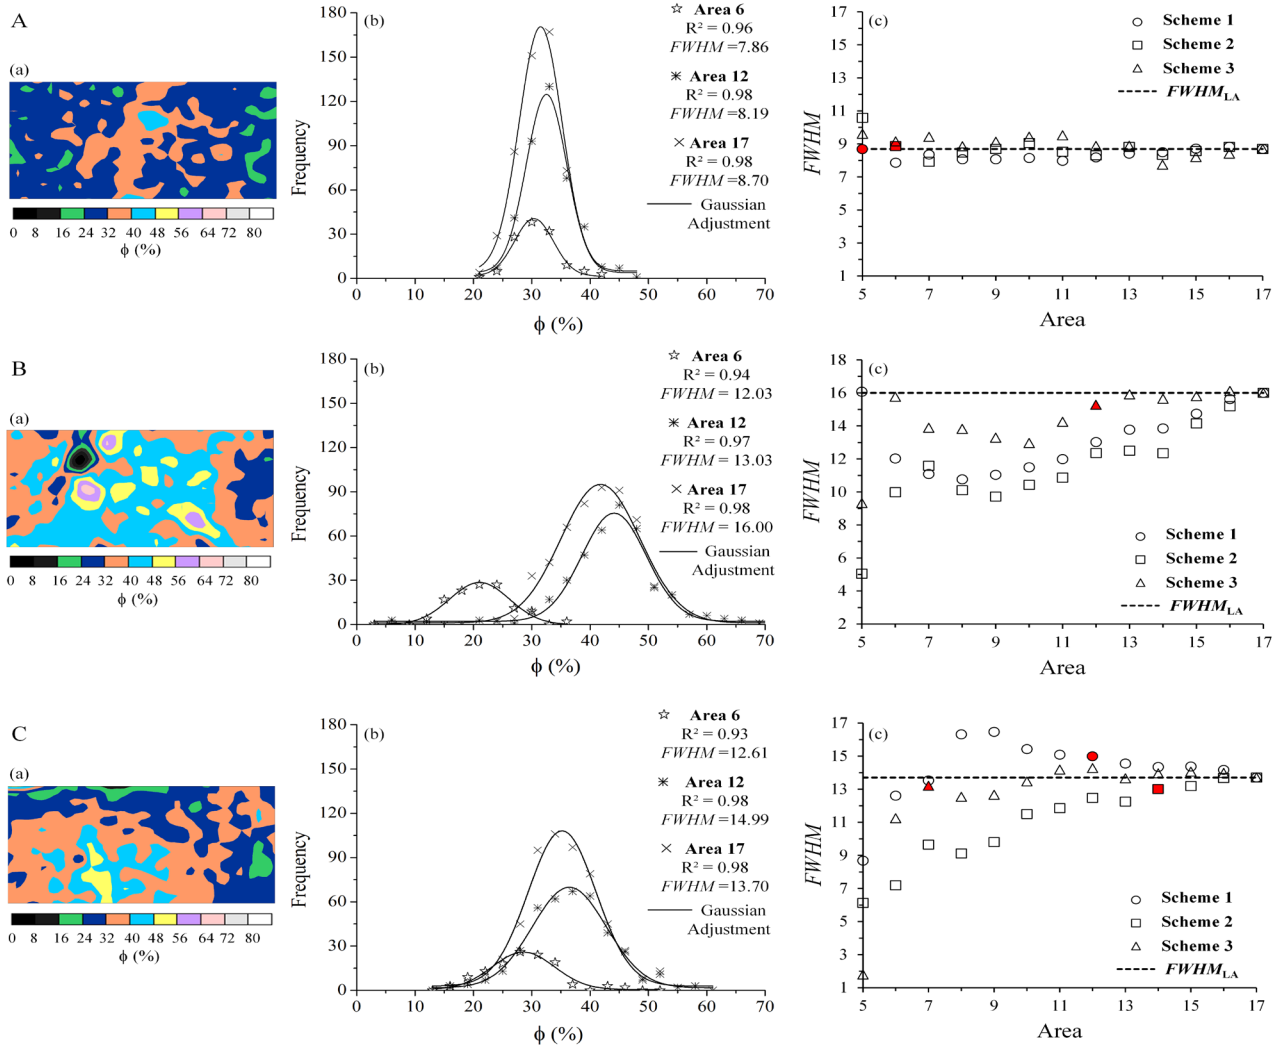 A
(a)
0 8 16 24 32 40 48 56 64 72 80
ϕ (%)
(b)
Frequency
180
150
120
90
60
30
0
0 10 20 30 40 50 60 70
ϕ (%)
Area 6
R² = 0.96
FWHM =7.86
Area 12
R² = 0.98
FWHM =8.19
Area 17
R² = 0.98
FWHM =8.70
Gaussian
Adjustment
(c)
FWHM
17
15
13
11
9
7
5
3
1
5 7 9 11 13 15 17
Area
Scheme 1
Scheme 2
Scheme 3
FWHM_LA
B
(a)
0 8 16 24 32 40 48 56 64 72 80
ϕ (%)
(b)
Frequency
180
150
120
90
60
30
0
0 10 20 30 40 50 60 70
ϕ (%)
Area 6
R² = 0.94
FWHM = 12.03
Area 12
R² = 0.97
FWHM = 13.03
Area 17
R² = 0.98
FWHM = 16.00
Gaussian
Adjustment
(c)
FWHM
18
16
14
12
10
8
6
4
2
5 7 9 11 13 15 17
Area
Scheme 1
Scheme 2
Scheme 3
FWHM_LA
C
(a)
0 8 16 24 32 40 48 56 64 72 80
ϕ (%)
(b)
Frequency
180
150
120
90
60
30
0
0 10 20 30 40 50 60 70
ϕ (%)
Area 6
R² = 0.93
FWHM =12.61
Area 12
R² = 0.98
FWHM =14.99
Area 17
R² = 0.98
FWHM =13.70
Gaussian
Adjustment
(c)
FWHM
17
15
13
11
9
7
5
3
1
5 7 9 11 13 15 17
Area
Scheme 1
Scheme 2
Scheme 3
FWHM_LA